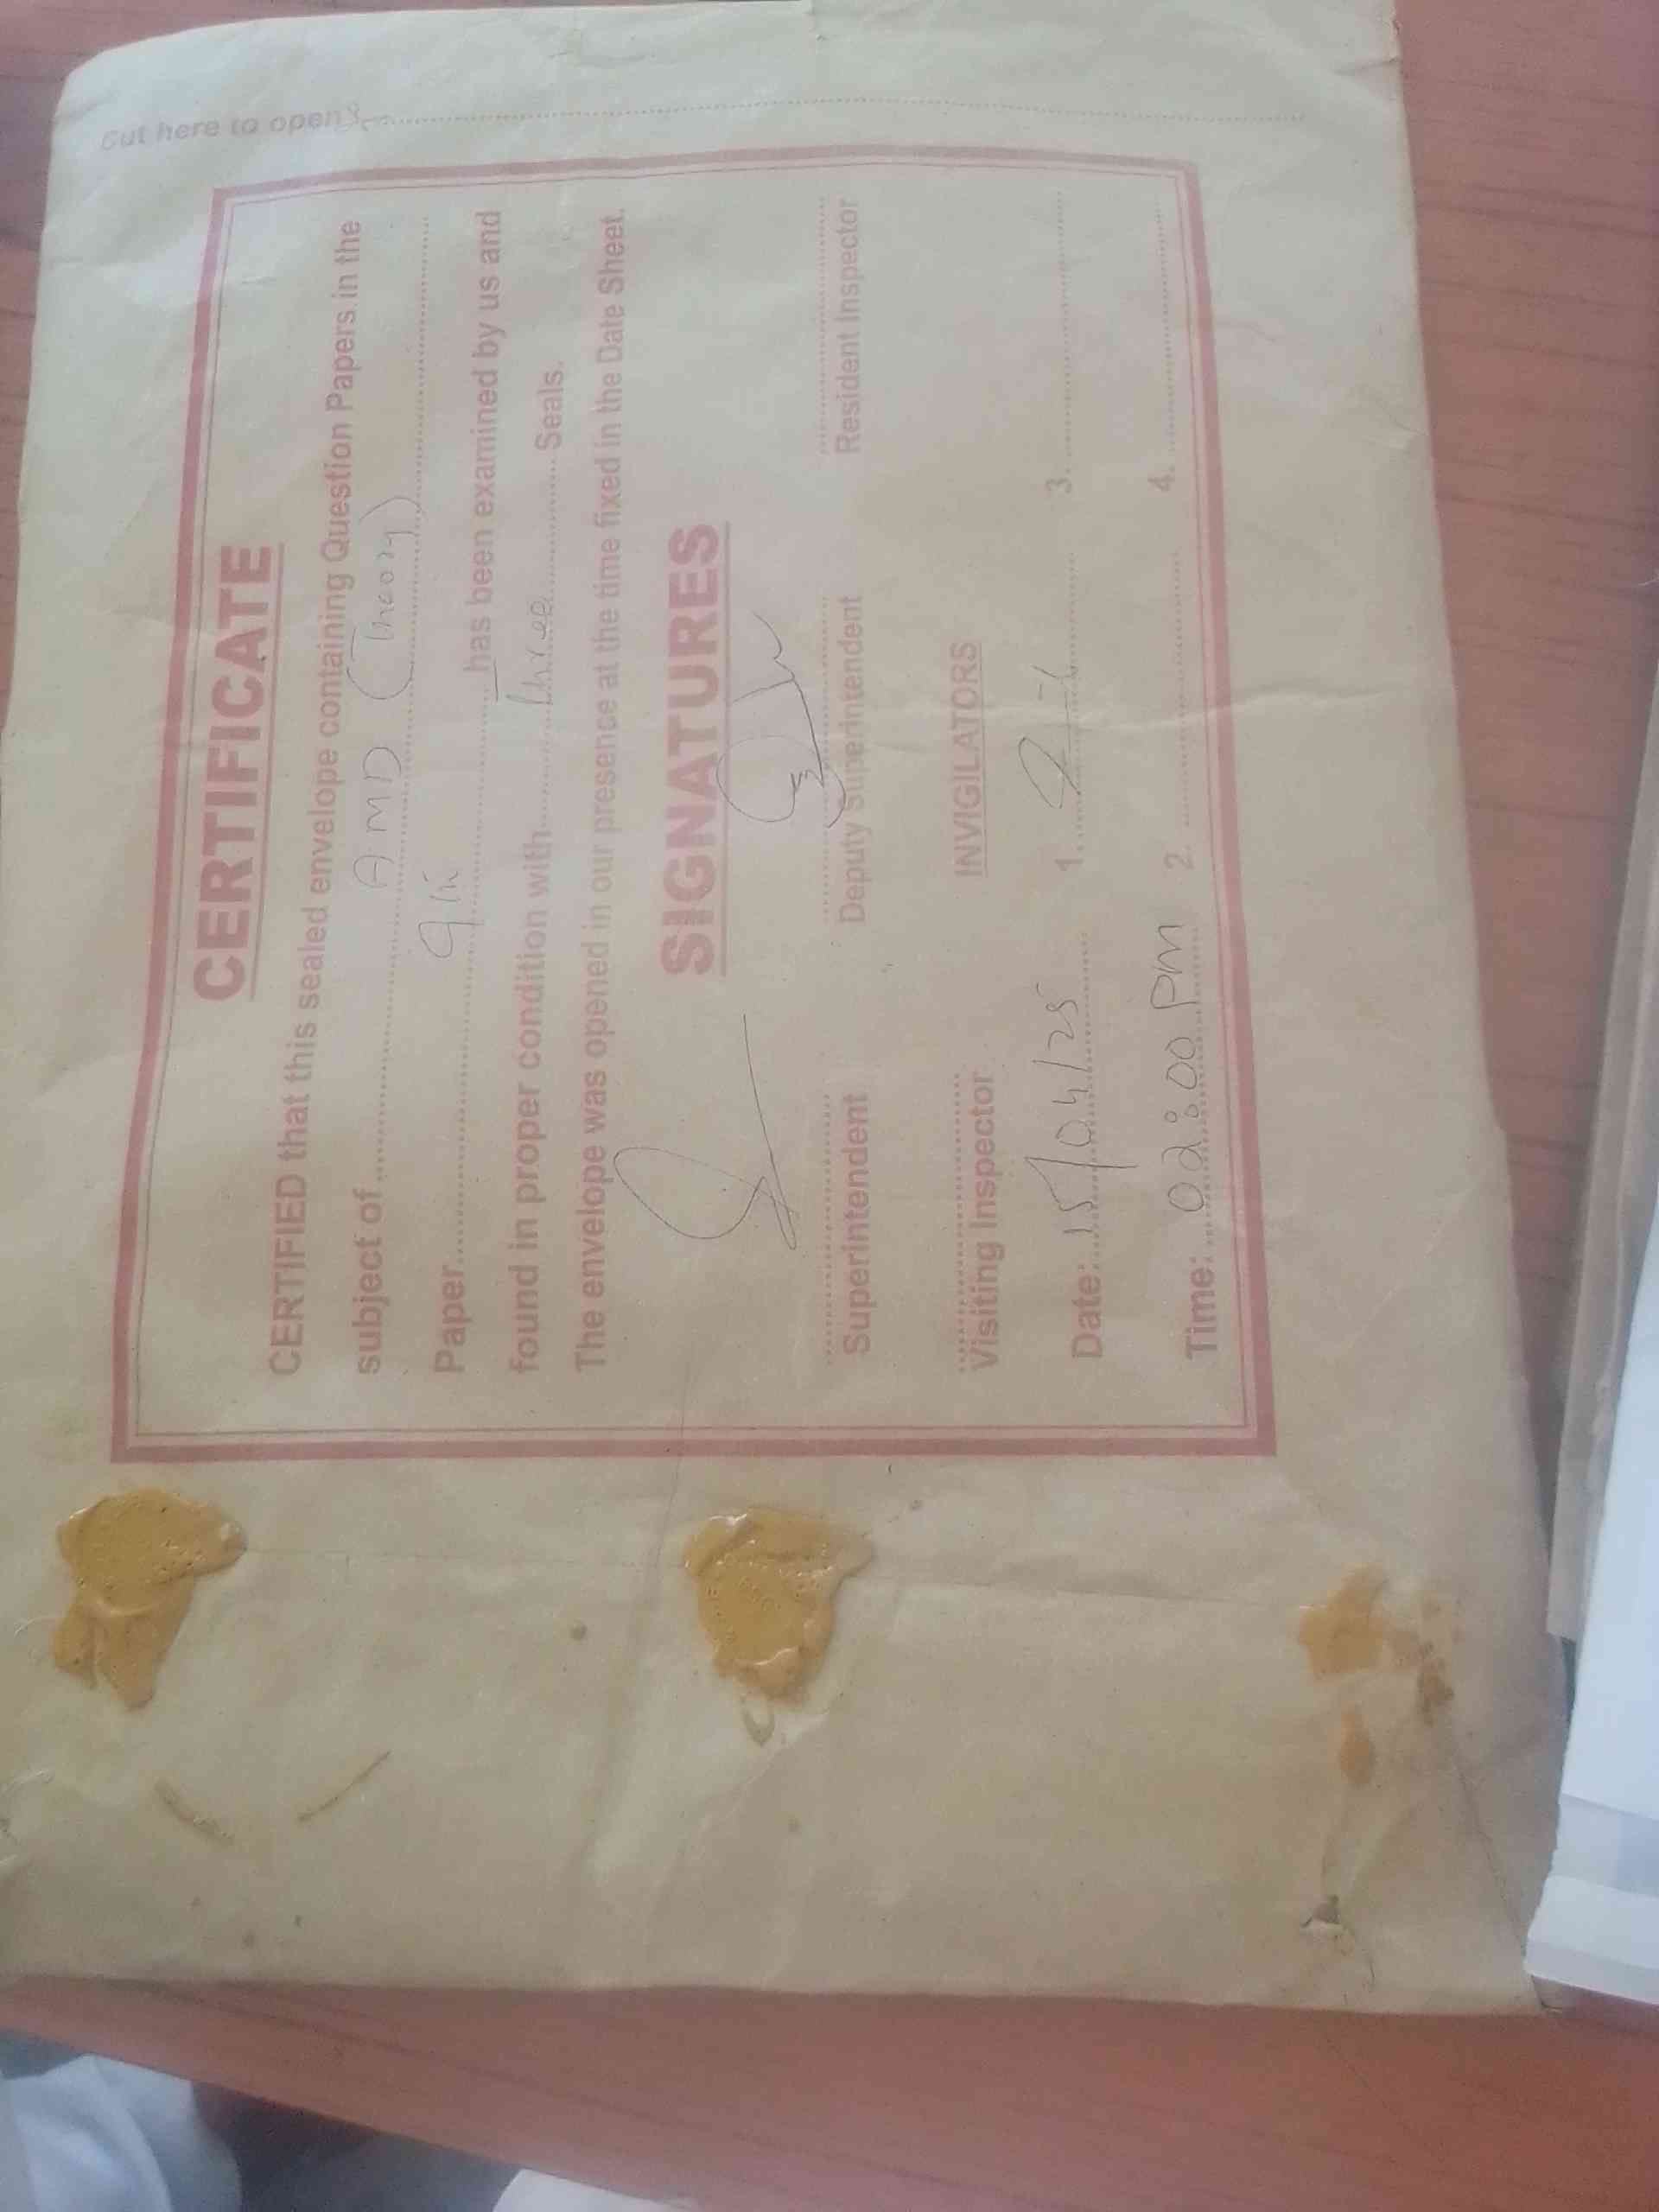 Cut here to open
CERTIFICATE
CERTIFIED that this sealed envelope containing Question Papers in the
subject of AMD (Theory)
Paper 9th has been examined by us and
found in proper condition with three Seals.
The envelope was opened in our presence at the time fixed in the Date Sheet.
SIGNATURES
Superintendent Deputy Superintendent Resident Inspector
Visiting Inspector INVIGILATORS
Date: 15/04/25 1. 3.
Time: 02:00 PM 2. 4.